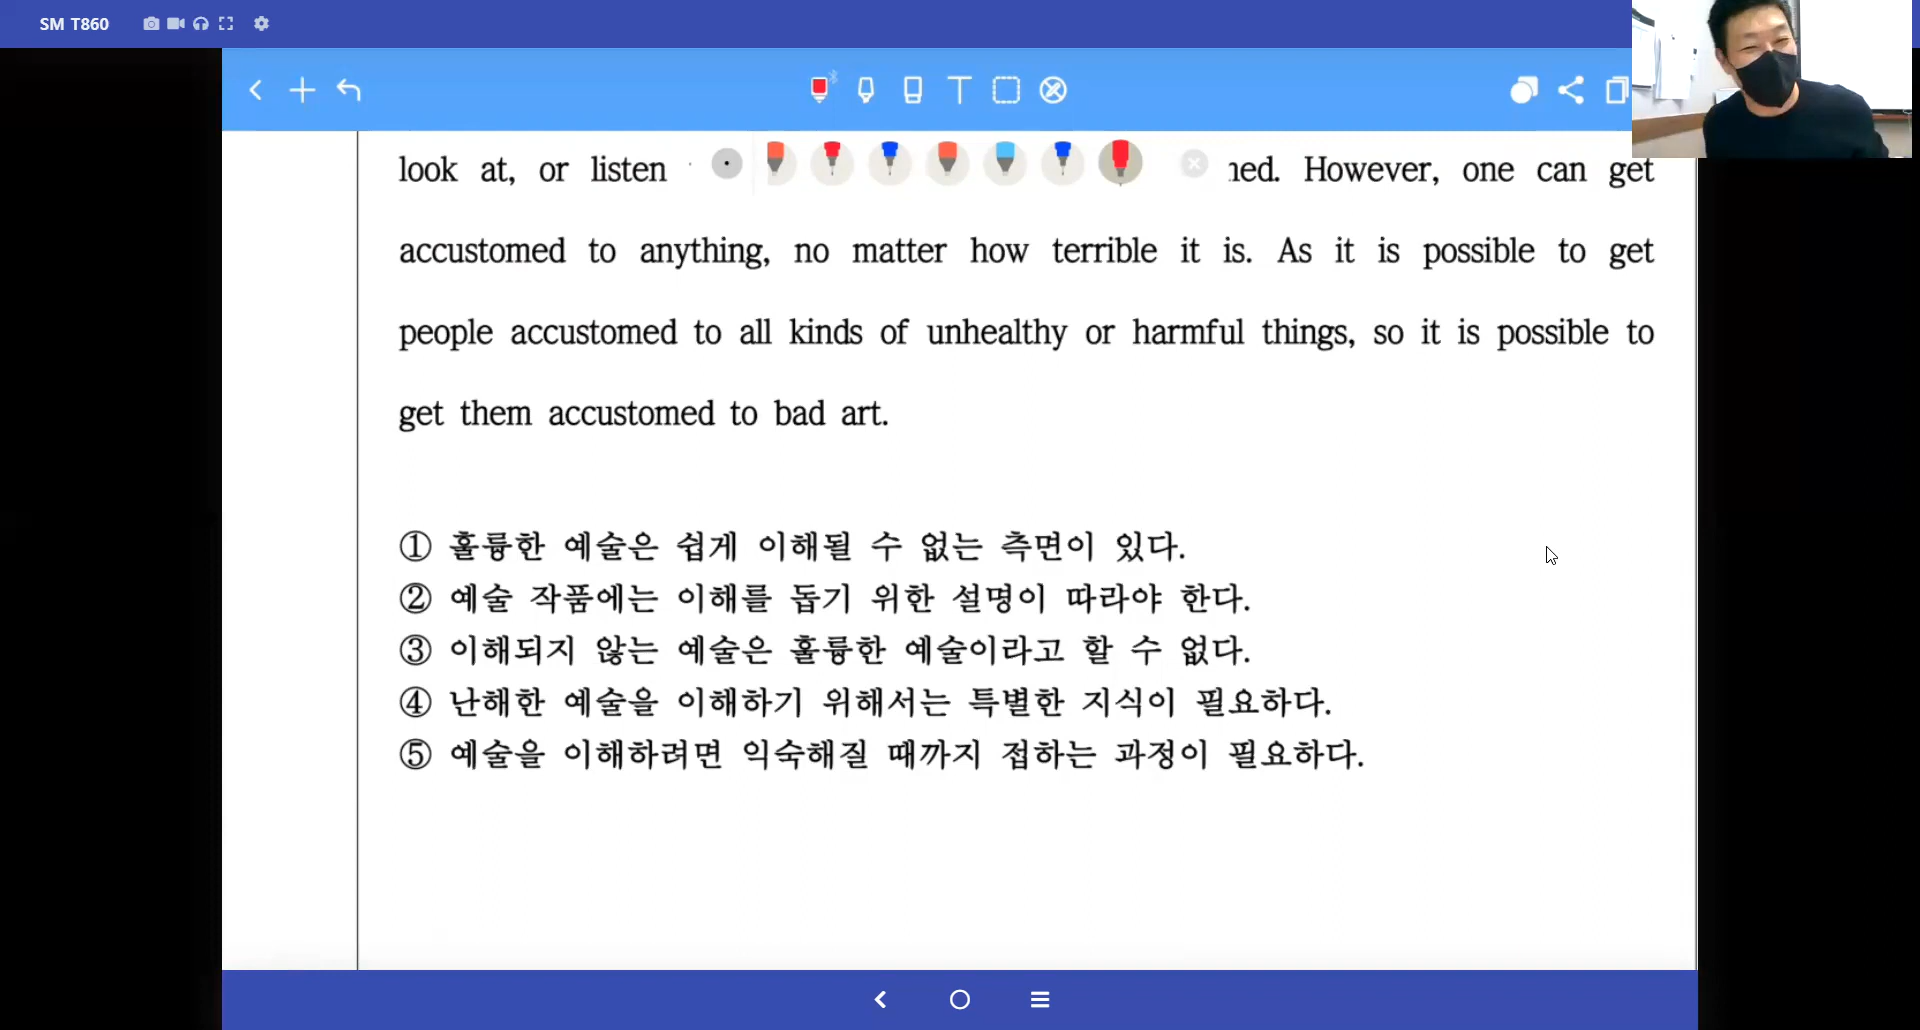 SM T860
look at, or listen
However, one can get
accustomed to anything, no matter how terrible it is. As it is possible to get
people accustomed to all kinds of unhealthy or harmful things, so it is possible to
get them accustomed to bad art.
① 훌륭한 예술은 쉽게 이해될 수 없는 측면이 있다.
② 예술 작품에는 이해를 돕기 위한 설명이 따라야 한다.
③ 이해되지 않는 예술은 훌륭한 예술이라고 할 수 없다.
④ 난해한 예술을 이해하기 위해서는 특별한 지식이 필요하다.
⑤ 예술을 이해하려면 익숙해질 때까지 접하는 과정이 필요하다.